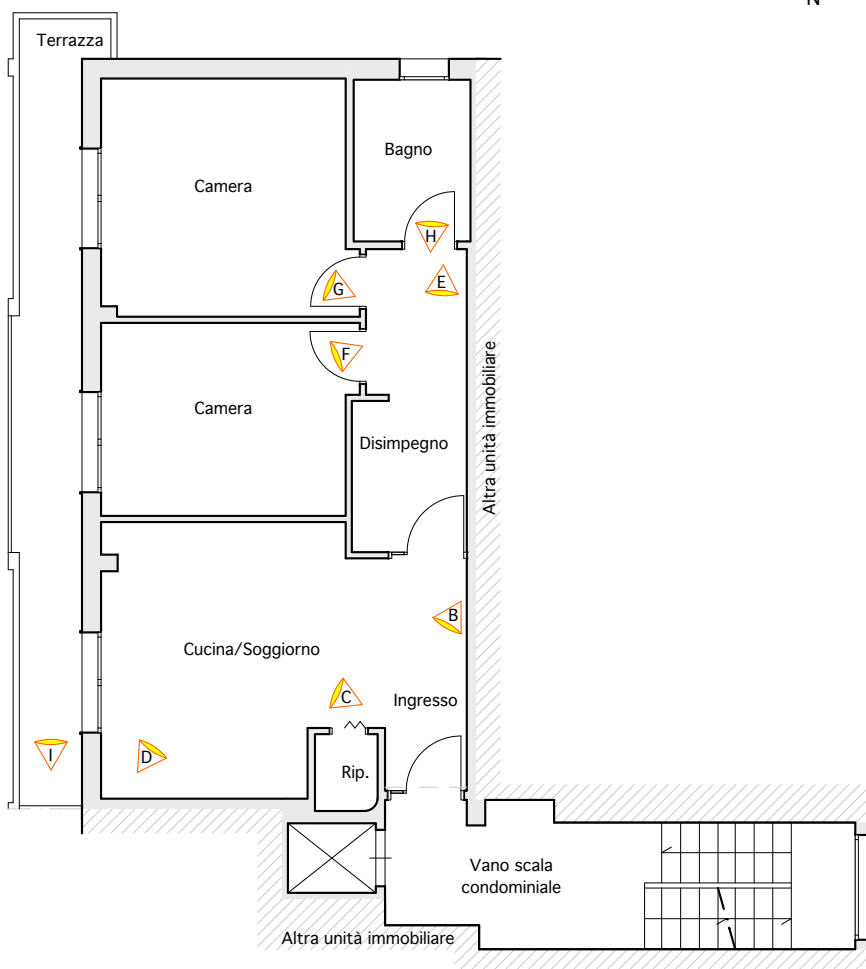 N
Terrazza
Bagno
Camera
H
E
G
F
Camera
Disimpegno
Altra unità immobiliare
B
Cucina/Soggiorno
C
Ingresso
I
D
Rip.
Vano scala
condominiale
Altra unità immobiliare